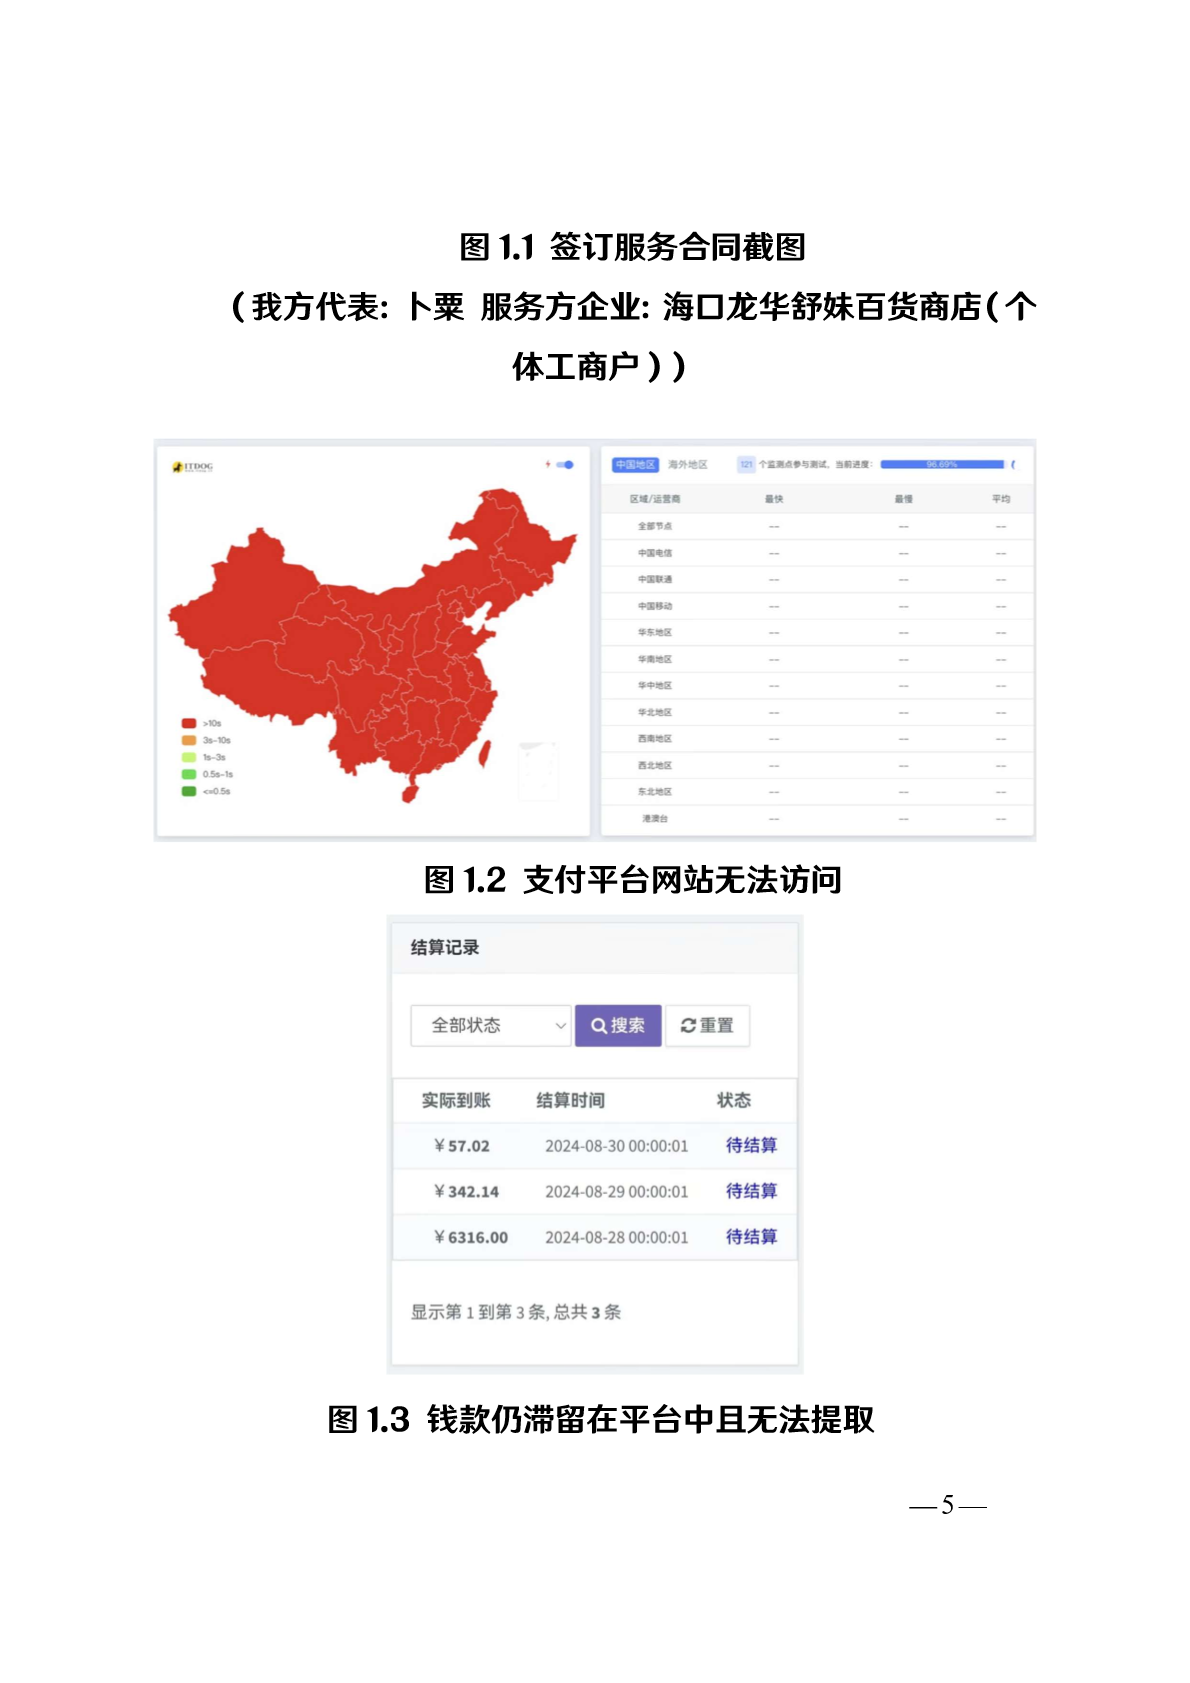 图 1.1 签订服务合同截图
（我方代表: 卜粟 服务方企业: 海口龙华舒妹百货商店(个
体工商户））
ITDOG
中国地区 海外地区 121 个监测点参与测试，当前进度： 96.69%
区域/运营商 最快 最慢 平均
全部节点 -- -- --
中国电信 -- -- --
中国联通 -- -- --
中国移动 -- -- --
华东地区 -- -- --
华南地区 -- -- --
华中地区 -- -- --
华北地区 -- -- --
西南地区 -- -- --
西北地区 -- -- --
东北地区 -- -- --
港澳台 -- -- --
>10s
3s-10s
1s-3s
0.5s-1s
<=0.5s
图 1.2 支付平台网站无法访问
结算记录
全部状态 搜索 重置
实际到账 结算时间 状态
￥57.02 2024-08-30 00:00:01 待结算
￥342.14 2024-08-29 00:00:01 待结算
￥6316.00 2024-08-28 00:00:01 待结算
显示第 1 到第 3 条, 总共 3 条
图 1.3 钱款仍滞留在平台中且无法提取
— 5 —